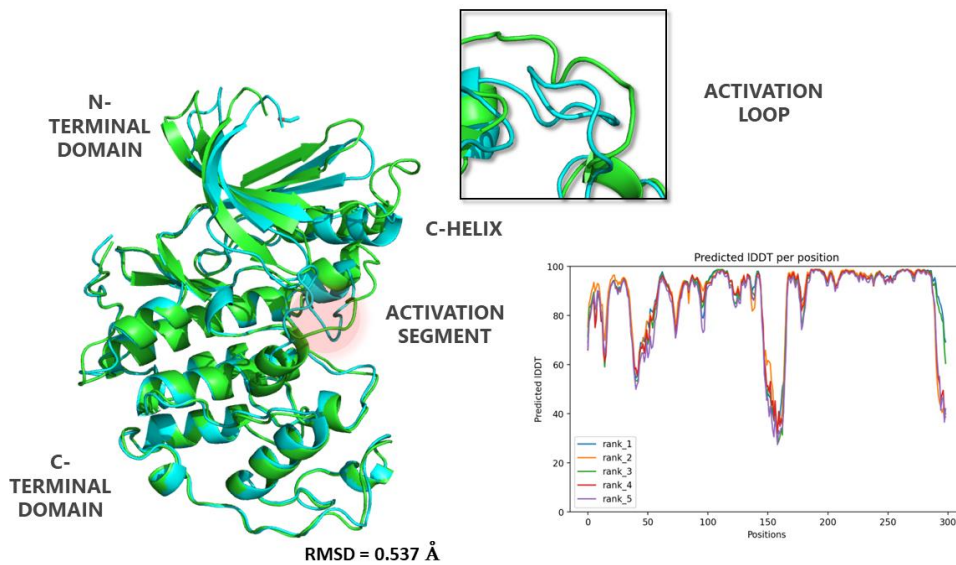 N-
TERMINAL
DOMAIN
C-HELIX
ACTIVATION
SEGMENT
C-
TERMINAL
DOMAIN
RMSD = 0.537 Å
ACTIVATION
LOOP
Predicted lDDT per position
Predicted lDDT
100
80
60
40
20
0
rank_1
rank_2
rank_3
rank_4
rank_5
0
50
100
150
200
250
300
Positions